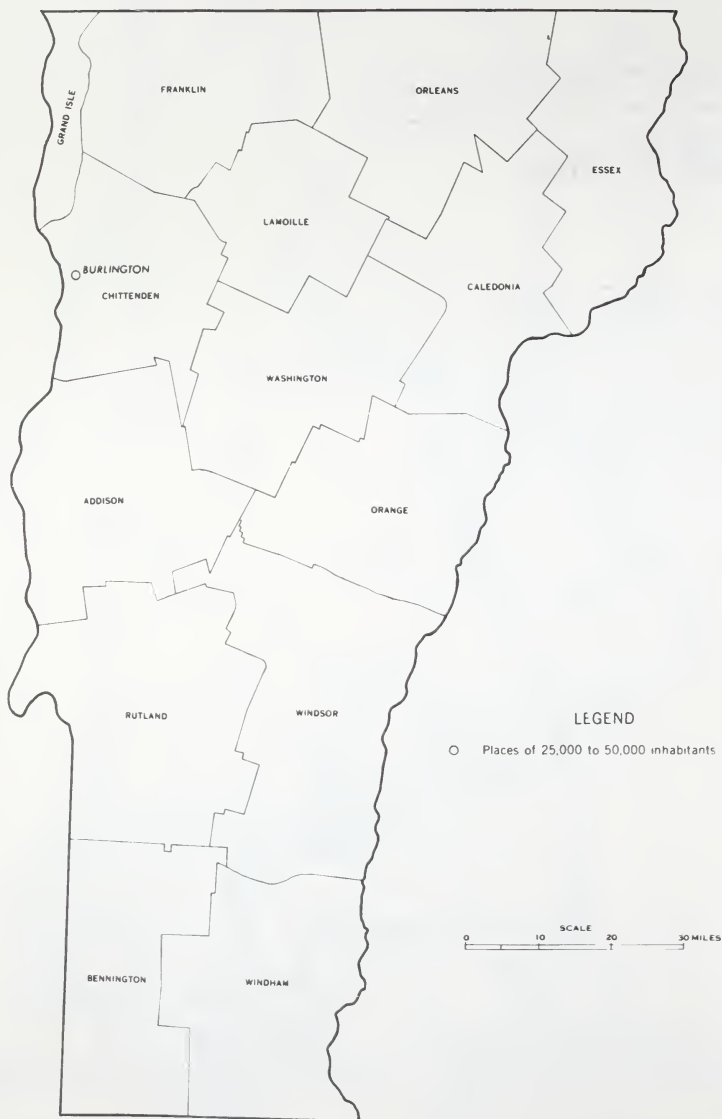 GRAND ISLE
FRANKLIN
ORLEANS
ESSEX
LAMOILLE
BURLINGTON
CHITTENDEN
CALEDONIA
WASHINGTON
ADDISON
ORANGE
RUTLAND
WINDSOR
LEGEND
Places of 25,000 to 50,000 inhabitants
SCALE
0 10 20 30 MILES
BENNINGTON
WINDHAM